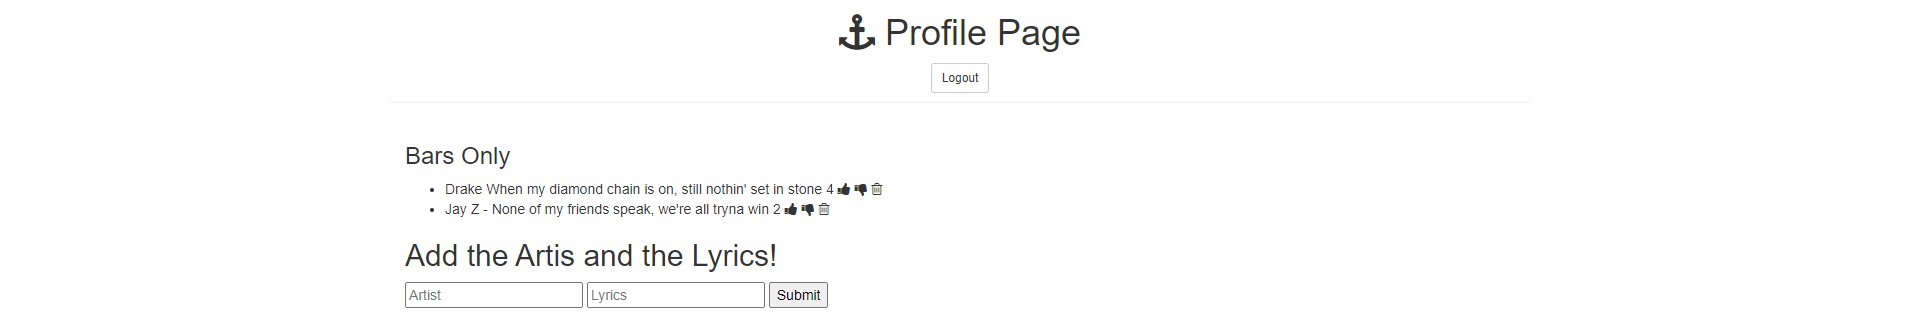 Profile Page
Logout
Bars Only
Drake When my diamond chain is on, still nothin' set in stone 4
Jay Z - None of my friends speak, we're all tryna win 2
Add the Artis and the Lyrics!
Artist Lyrics Submit